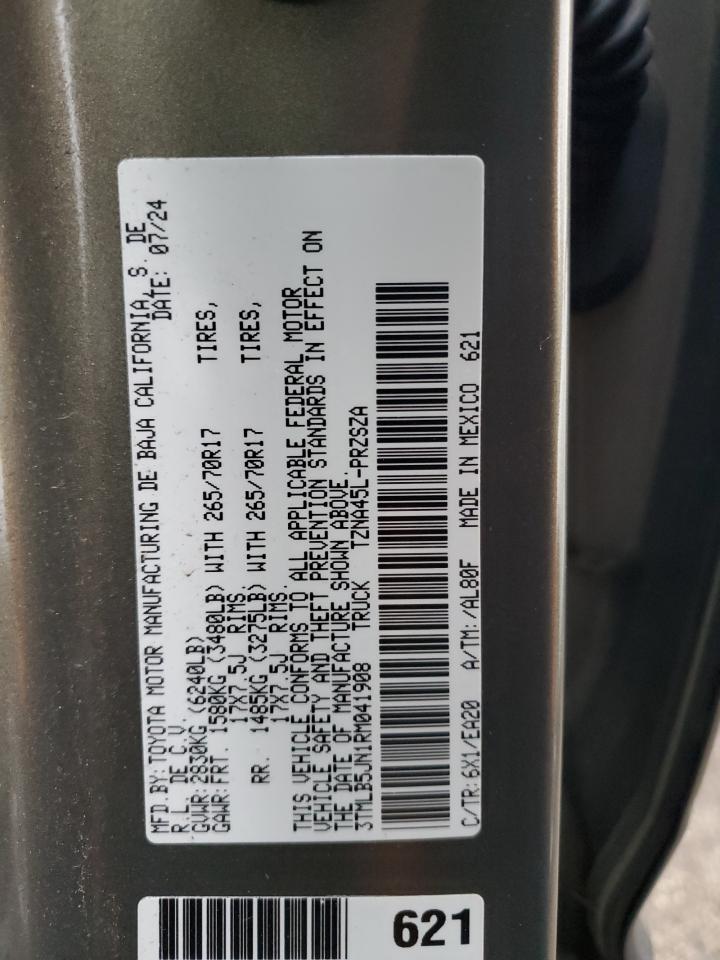 MFD.BY: TOYOTA MOTOR MANUFACTURING DE BAJA CALIFORNIA, S. DE
R.L. DE C.V. DATE: 07/24
GVWR: 2830KG (6240LB)
GAWR: FRT. 1580KG (3480LB) WITH 265/70R17 TIRES,
17X7.5J RIMS.
RR. 1485KG (3275LB) WITH 265/70R17 TIRES,
17X7.5J RIMS.
THIS VEHICLE CONFORMS TO ALL APPLICABLE FEDERAL MOTOR
VEHICLE SAFETY AND THEFT PREVENTION STANDARDS IN EFFECT ON
THE DATE OF MANUFACTURE SHOWN ABOVE.
3TMLB5JN1RM041908 TRUCK TZNA45L-PRZSZA
C/TR: 6X1/EA20 A/TM: /AL80F MADE IN MEXICO 621
621